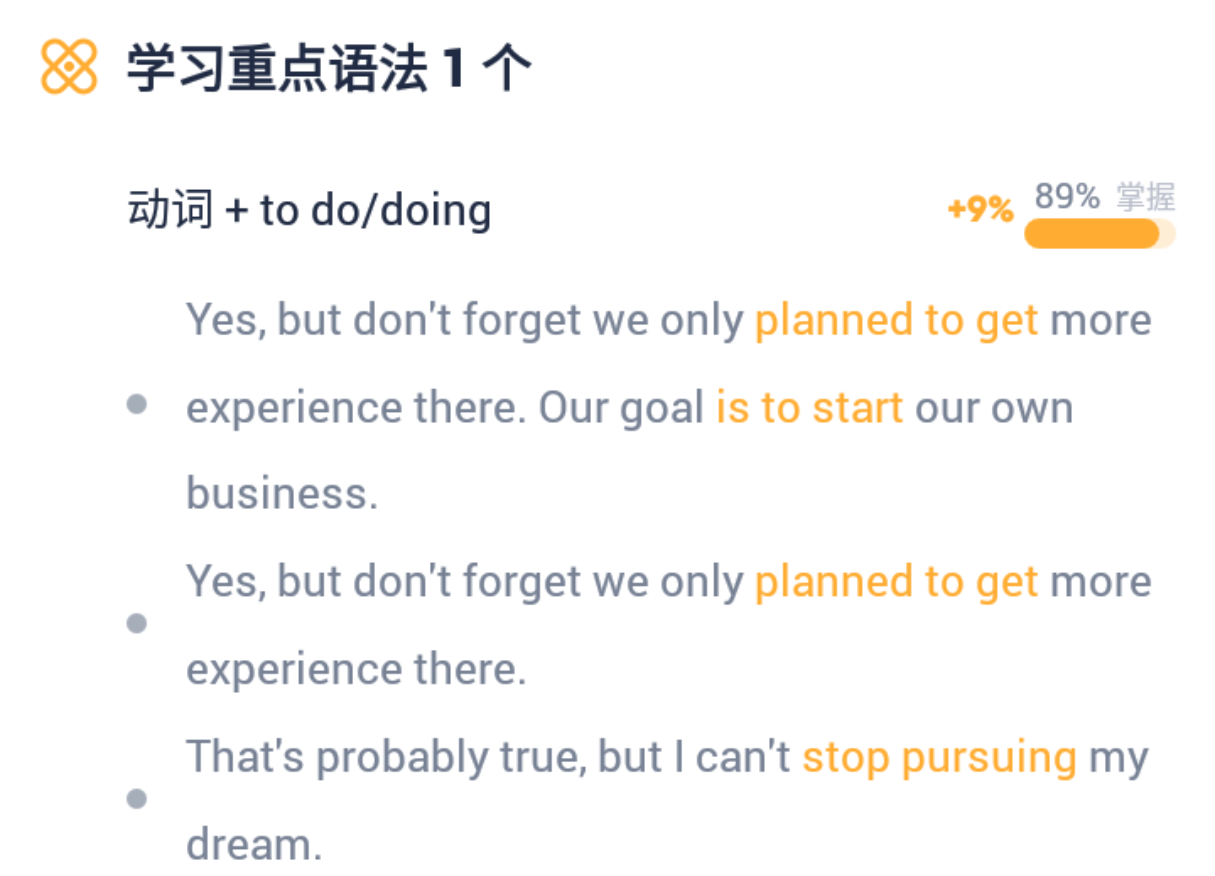 学习重点语法 1 个
动词 + to do/doing
+9% 89% 掌握
Yes, but don't forget we only planned to get more
experience there. Our goal is to start our own
business.
Yes, but don't forget we only planned to get more
experience there.
That's probably true, but I can't stop pursuing my
dream.